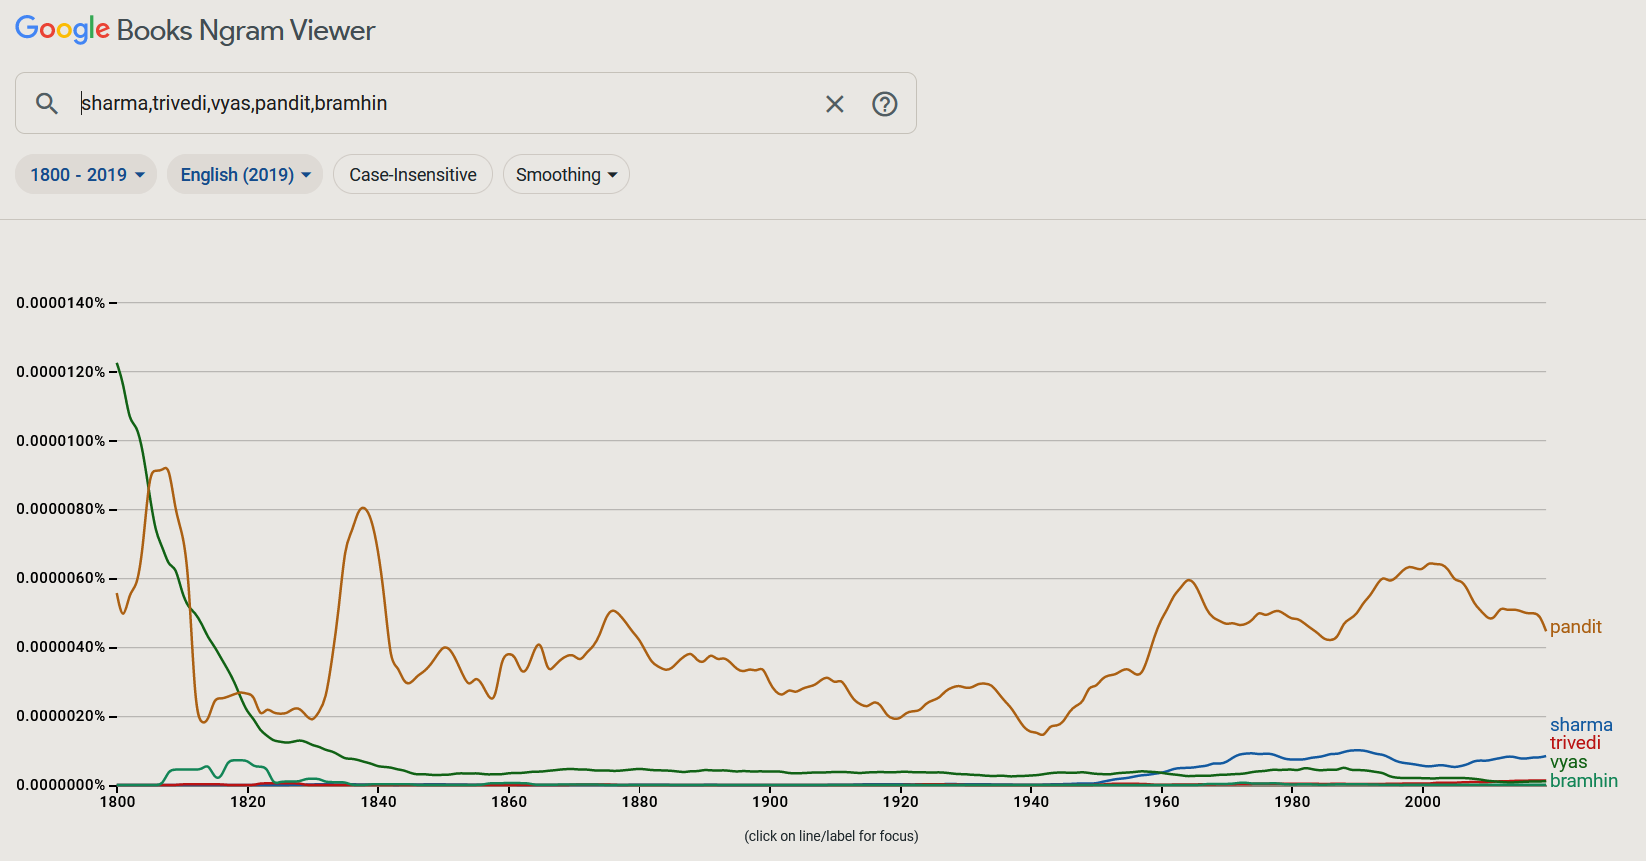 Google Books Ngram Viewer
sharma,trivedi,vyas,pandit,bramhin
1800 - 2019 English (2019) Case-Insensitive Smoothing
0.0000140%
0.0000120%
0.0000100%
0.0000080%
0.0000060%
0.0000040%
0.0000020%
0.0000000%
pandit
sharma
trivedi
vyas
bramhin
1800 1820 1840 1860 1880 1900 1920 1940 1960 1980 2000
(click on line/label for focus)